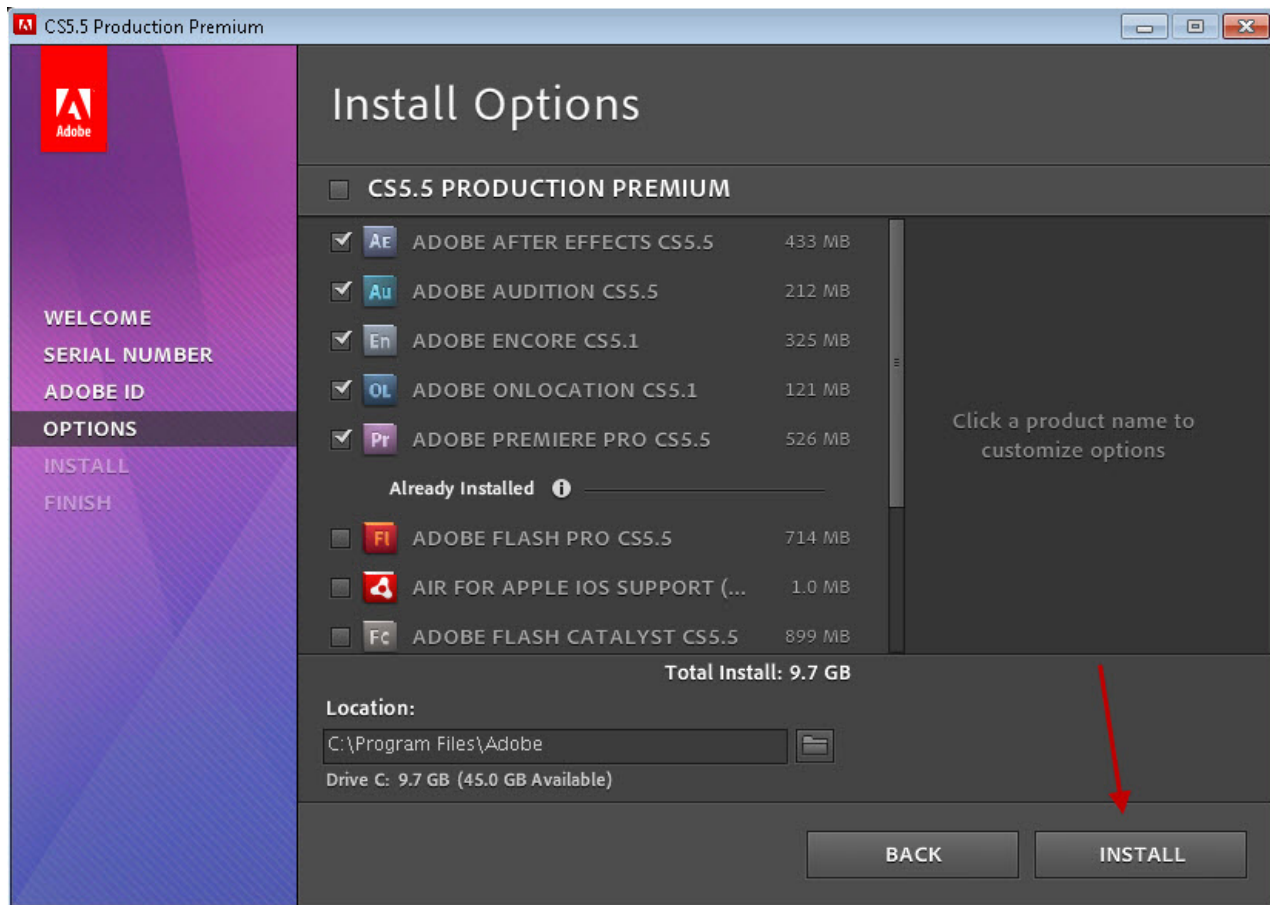 CS5.5 Production Premium
Adobe
Install Options
CS5.5 PRODUCTION PREMIUM
AE ADOBE AFTER EFFECTS CS5.5 433 MB
Au ADOBE AUDITION CS5.5 212 MB
En ADOBE ENCORE CS5.1 325 MB
OL ADOBE ONLOCATION CS5.1 121 MB
Pr ADOBE PREMIERE PRO CS5.5 526 MB
Already Installed i
Fl ADOBE FLASH PRO CS5.5 714 MB
AIR FOR APPLE IOS SUPPORT (... 1.0 MB
Fc ADOBE FLASH CATALYST CS5.5 899 MB
WELCOME
SERIAL NUMBER
ADOBE ID
OPTIONS
INSTALL
FINISH
Click a product name to
customize options
Total Install: 9.7 GB
Location:
C:\Program Files\Adobe
Drive C: 9.7 GB (45.0 GB Available)
BACK
INSTALL